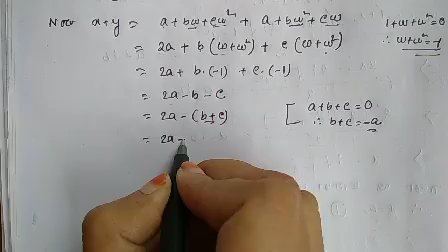 Now x+y = a + bω + cω² + a + bω² + cω
1+ω+ω² = 0
= 2a + b (ω + ω²) + c (ω + ω²)
∴ ω+ω² = -1
= 2a + b·(-1) + c·(-1)
= 2a - b - c
= 2a - (b+c)
[ a+b+c = 0
∴ b+c = -a
= 2a -